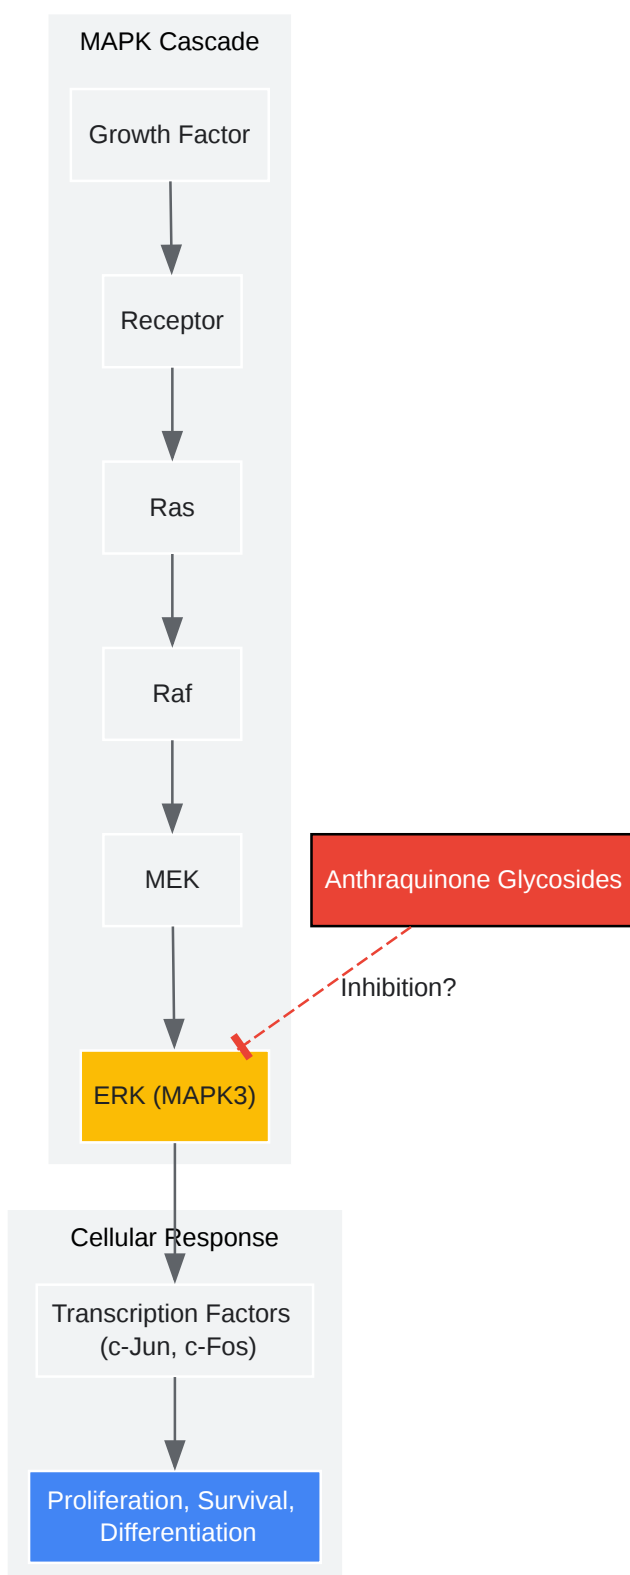 MAPK Cascade
Growth Factor
Receptor
Ras
Raf
MEK
Anthraquinone Glycosides
Inhibition?
ERK (MAPK3)
Cellular Response
Transcription Factors
(c-Jun, c-Fos)
Proliferation, Survival,
Differentiation